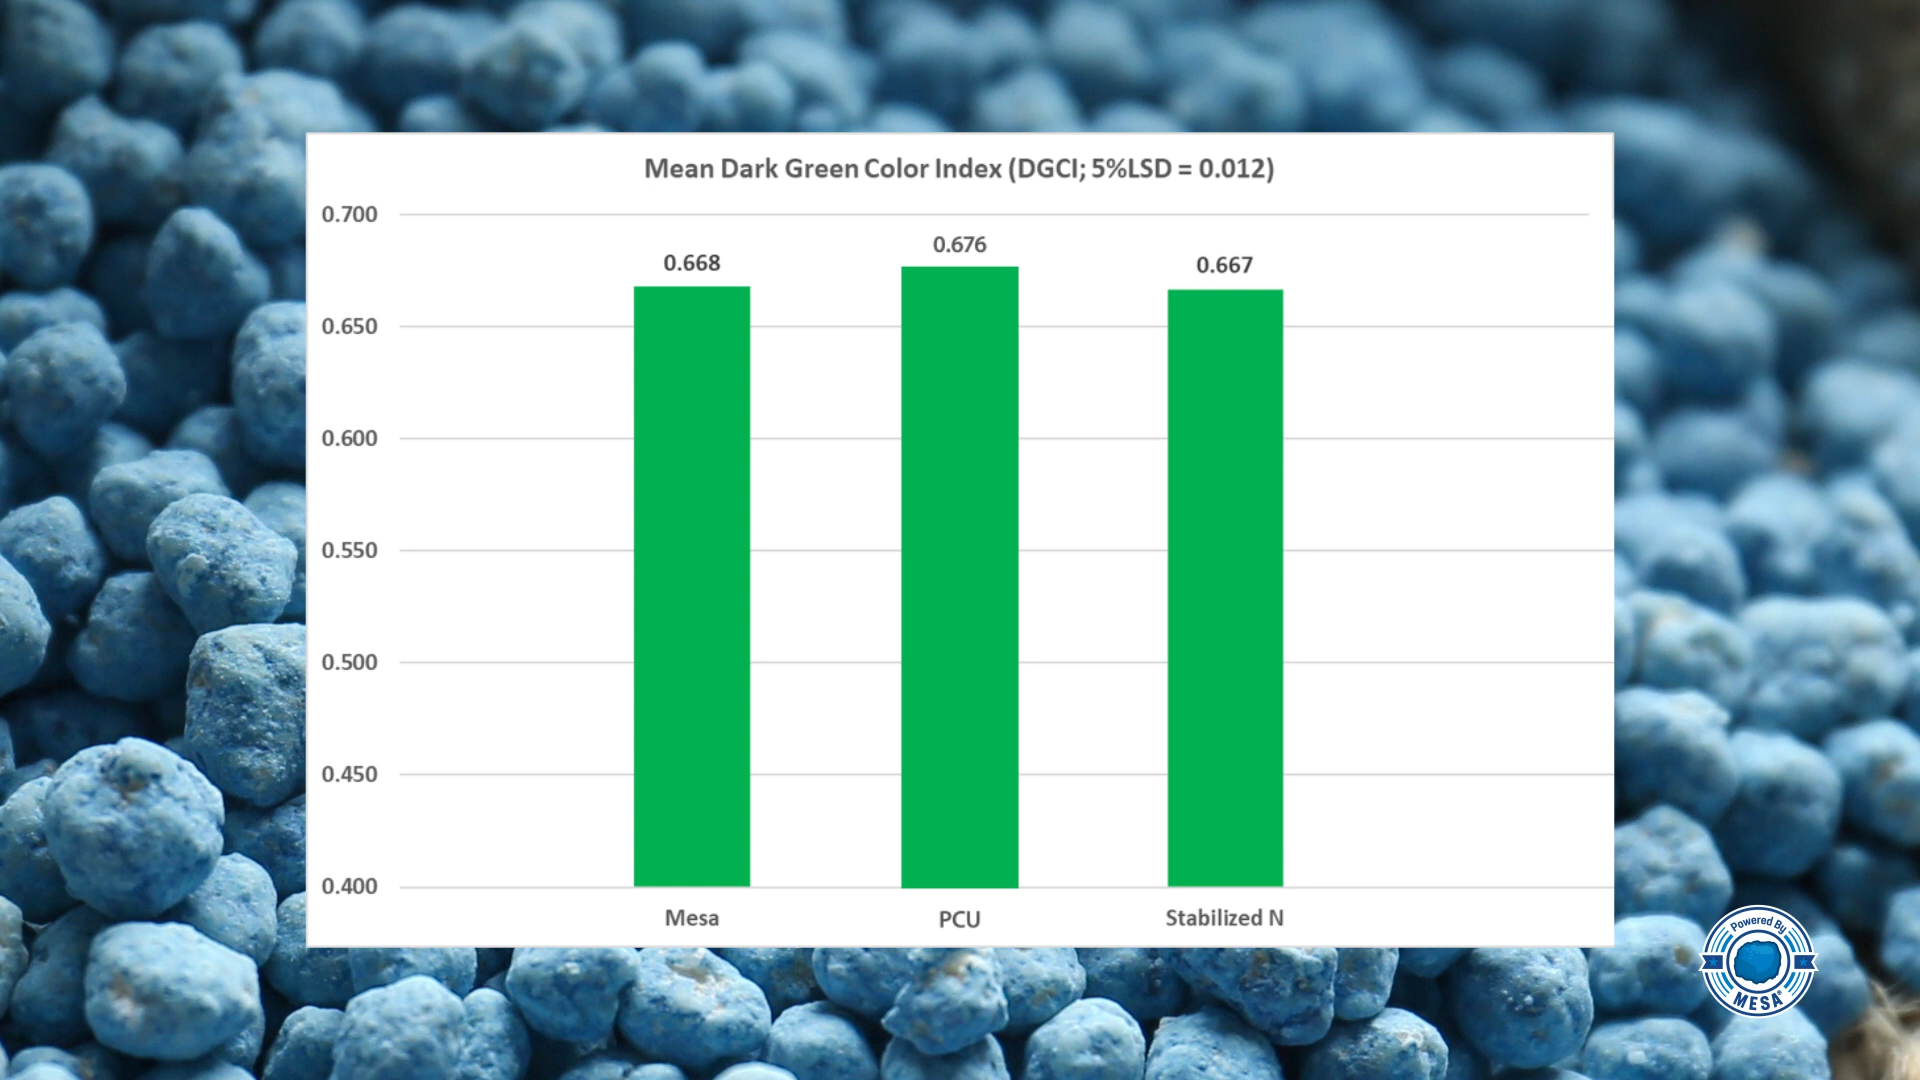 Mean Dark Green Color Index (DGCI; 5%LSD = 0.012)
0.700
0.650
0.600
0.550
0.500
0.450
0.400
0.668
0.676
0.667
Mesa
PCU
Stabilized N
Powered By
MESA®